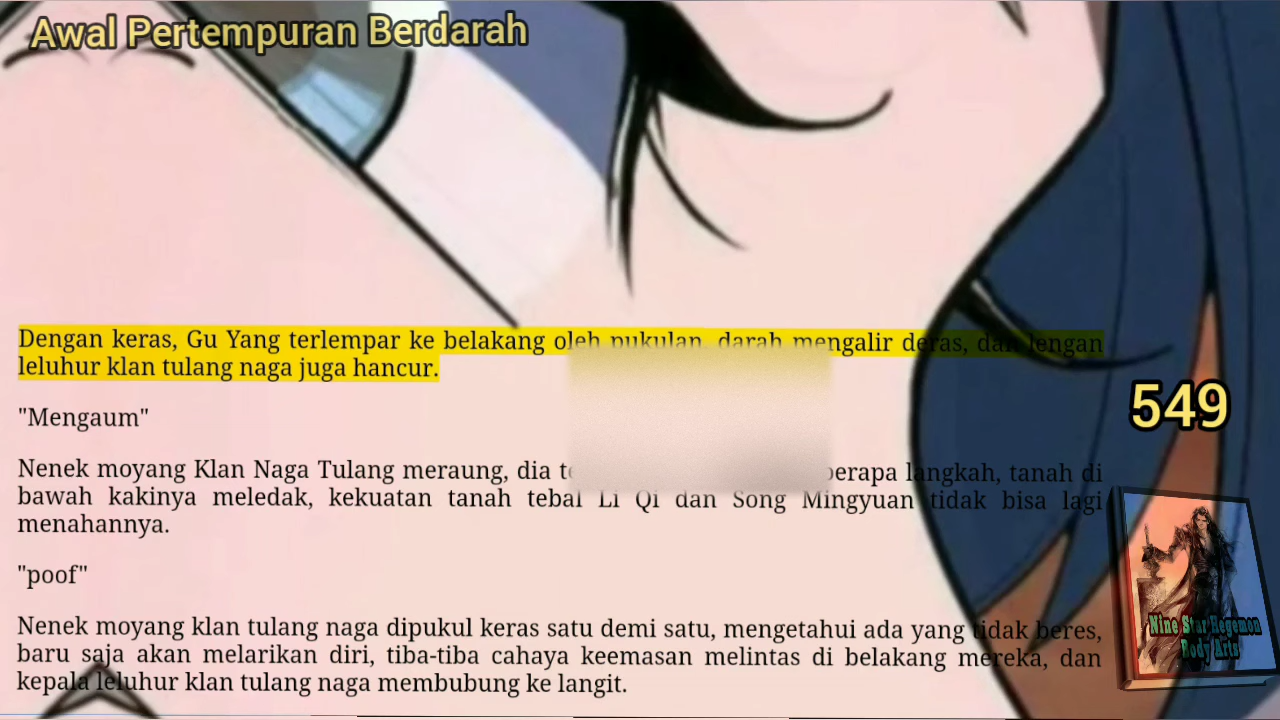 Awal Pertempuran Berdarah
Dengan keras, Gu Yang terlempar ke belakang oleh pukulan, darah mengalir deras, dan lengan
leluhur klan tulang naga juga hancur.
"Mengaum"
Nenek moyang Klan Naga Tulang meraung, dia langkah, tanah di
bawah kakinya meledak, kekuatan tanah tebal Li Qi dan Song Mingyuan tidak bisa lagi
menahannya.
"poof"
Nenek moyang klan tulang naga dipukul keras satu demi satu, mengetahui ada yang tidak beres,
baru saja akan melarikan diri, tiba-tiba cahaya keemasan melintas di belakang mereka, dan
kepala leluhur klan tulang naga membubung ke langit.
549
Nine Star Hegemon
Body Arts